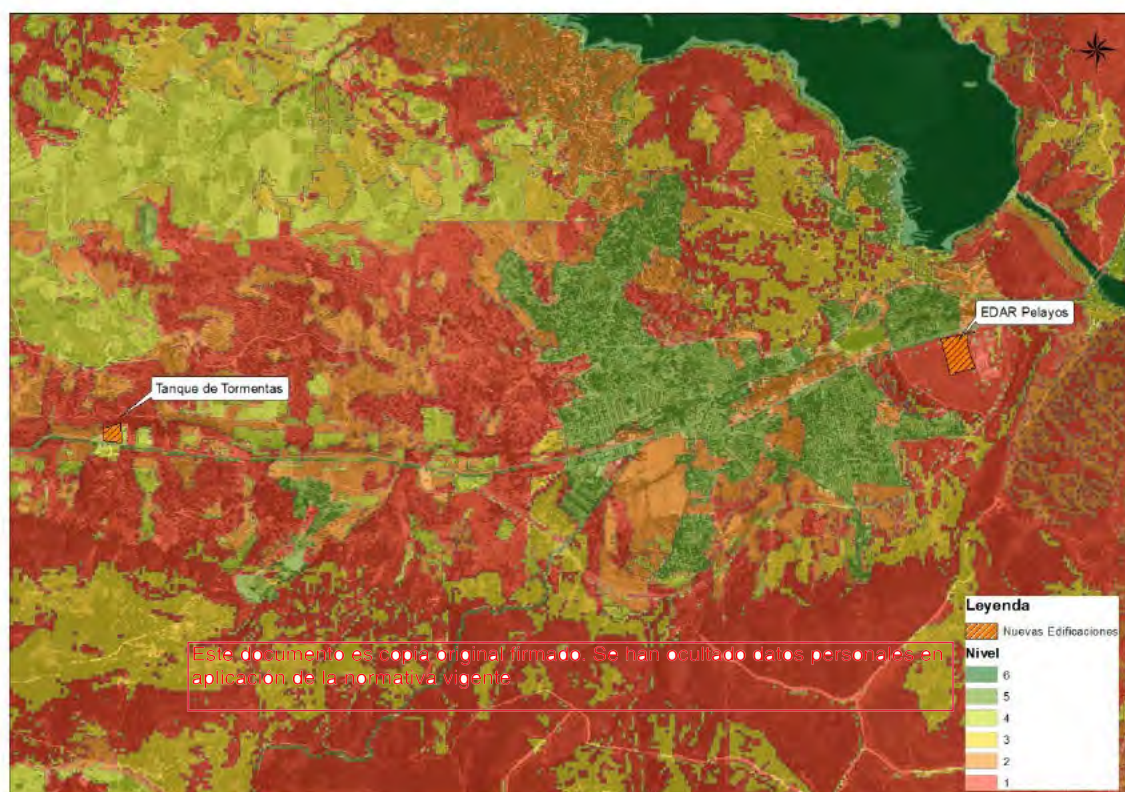 EDAR Pelayos
Tanque de Tormentas
Leyenda
Nuevas Edificaciones
Nivel
6
5
4
3
2
1
Este documento es copia original firmado. Se han ocultado datos personales en
aplicación de la normativa vigente.